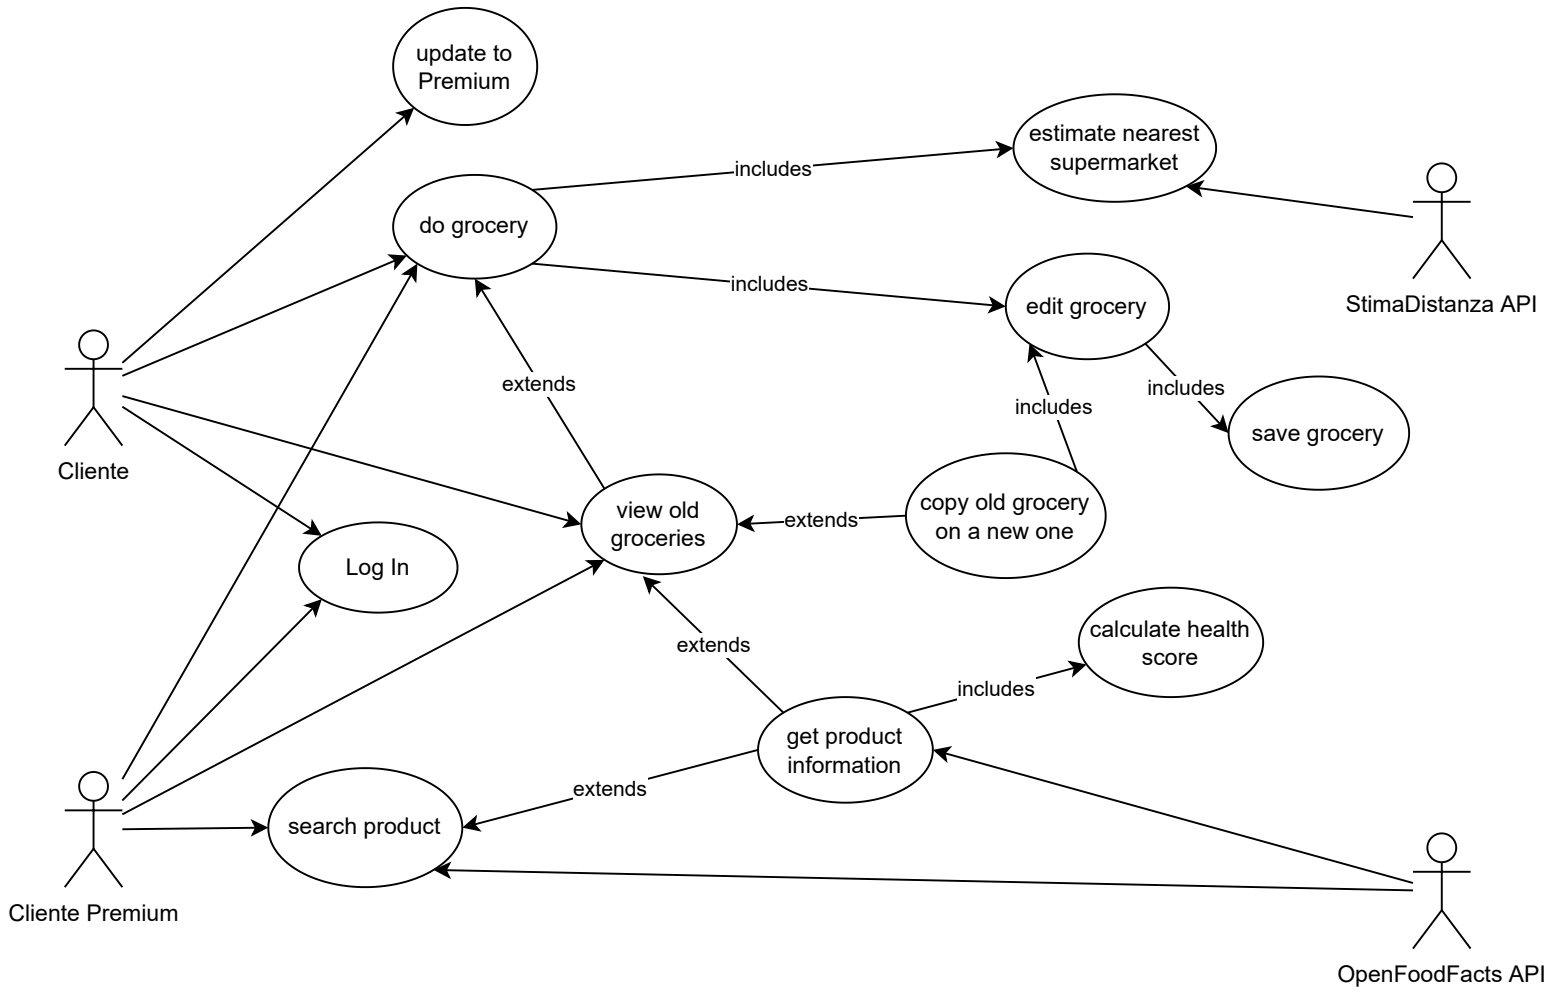 update to
Premium
estimate nearest
supermarket
includes
do grocery
includes
edit grocery
StimaDistanza API
extends
includes
includes
save grocery
Cliente
view old
groceries
extends
copy old grocery
on a new one
Log In
extends
calculate health
score
includes
get product
information
extends
search product
Cliente Premium
OpenFoodFacts API